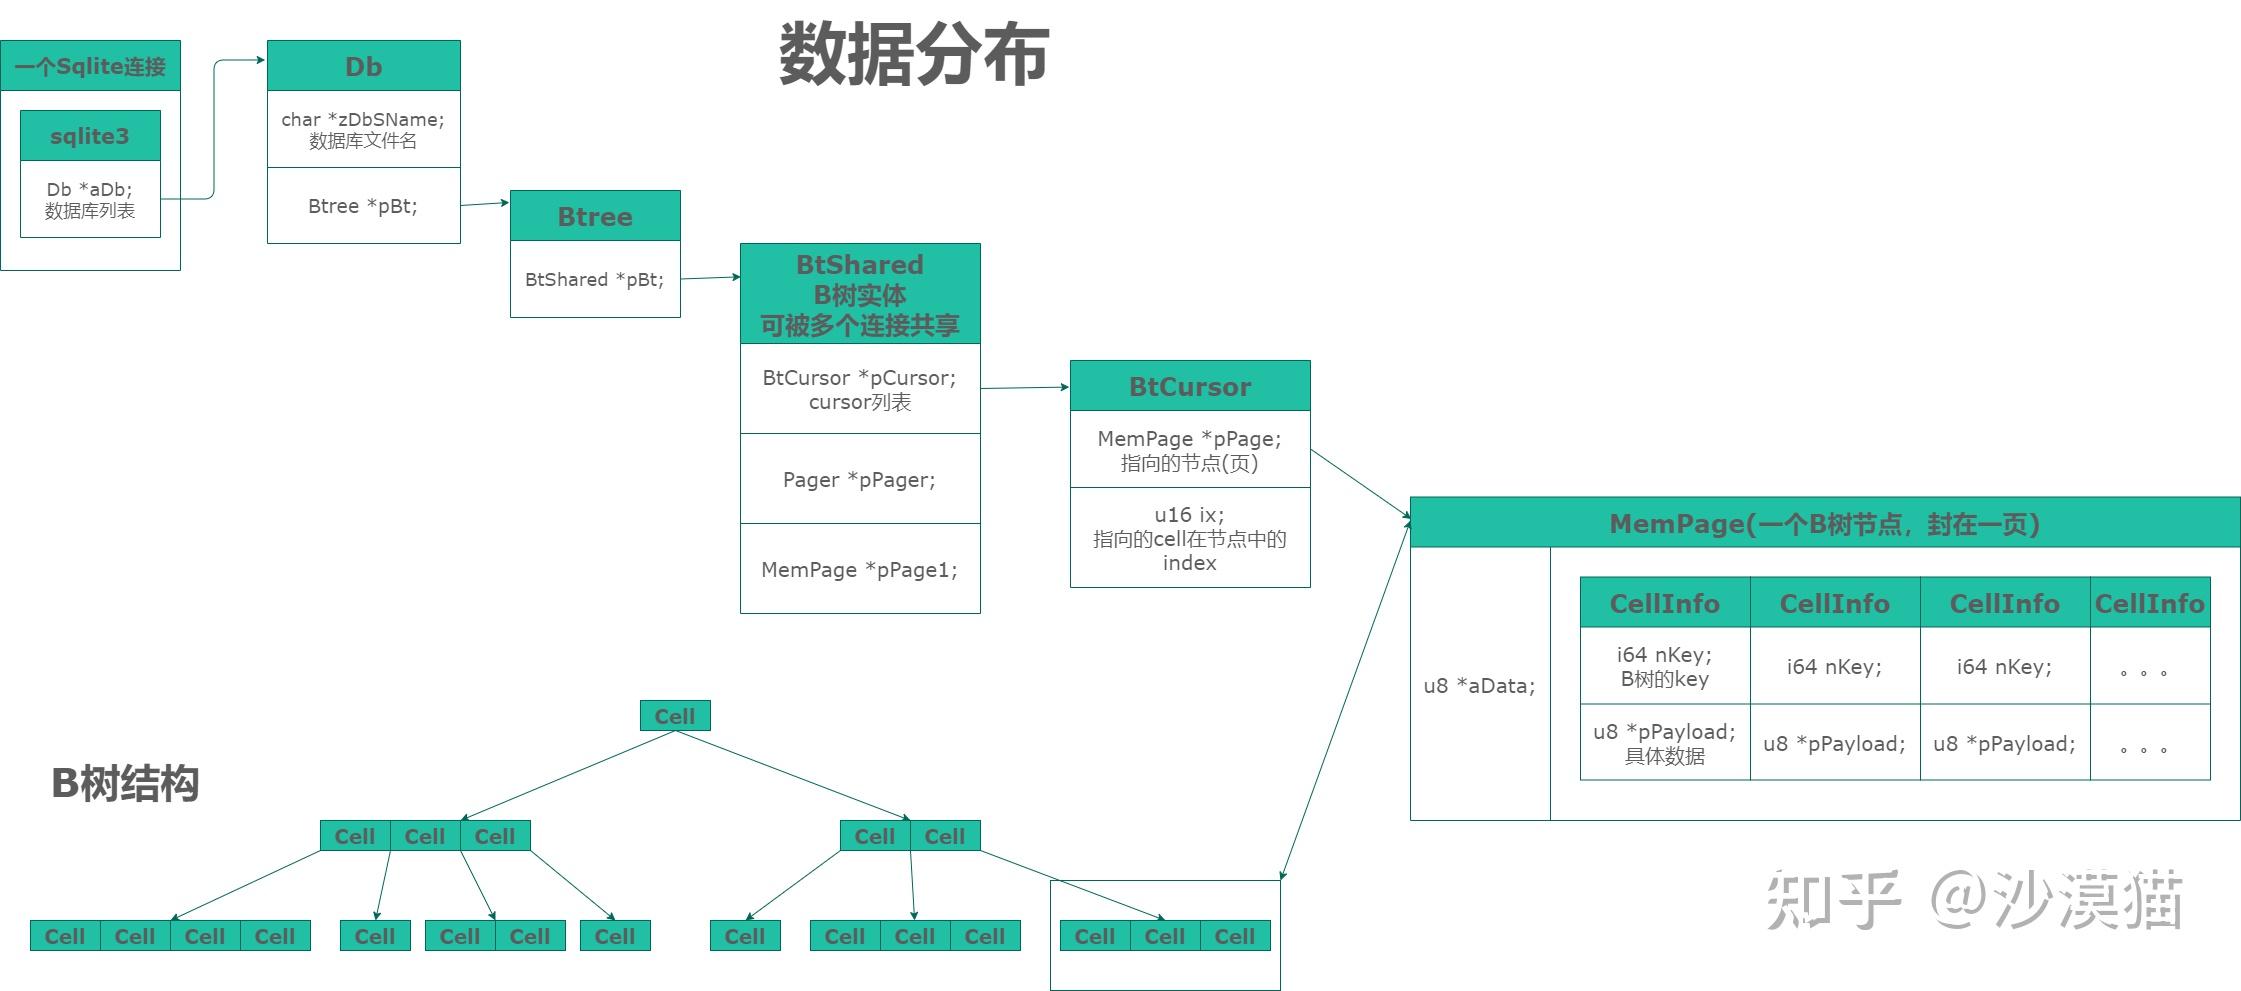 数据分布
一个Sqlite连接
sqlite3
Db *aDb;
数据库列表
Db
char *zDbSName;
数据库文件名
Btree *pBt;
Btree
BtShared *pBt;
BtShared
B树实体
可被多个连接共享
BtCursor *pCursor;
cursor列表
Pager *pPager;
MemPage *pPage1;
BtCursor
MemPage *pPage;
指向的节点(页)
u16 ix;
指向的cell在节点中的
index
MemPage(一个B树节点，封在一页)
u8 *aData;
CellInfo CellInfo CellInfo CellInfo
i64 nKey;
B树的key
i64 nKey;
i64 nKey;
。。。
u8 *pPayload;
具体数据
u8 *pPayload;
u8 *pPayload;
。。。
B树结构
Cell
Cell Cell Cell
Cell Cell
Cell Cell Cell Cell
Cell
Cell Cell
Cell
Cell
Cell Cell Cell
Cell Cell Cell
知乎 @沙漠猫